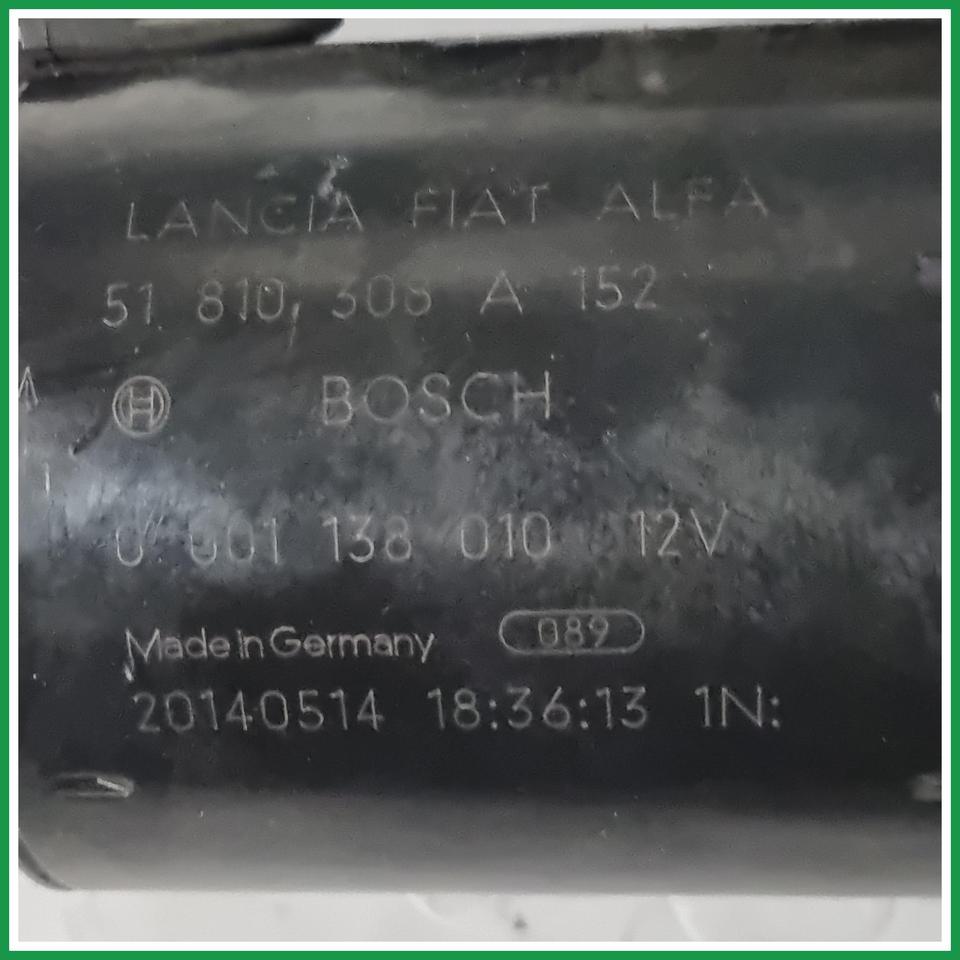 LANCIA FIAT ALFA
51 810, 308 A 152
BOSCH
0 001 138 010 12V
Made in Germany 089
20140514 18:36:13 1N: